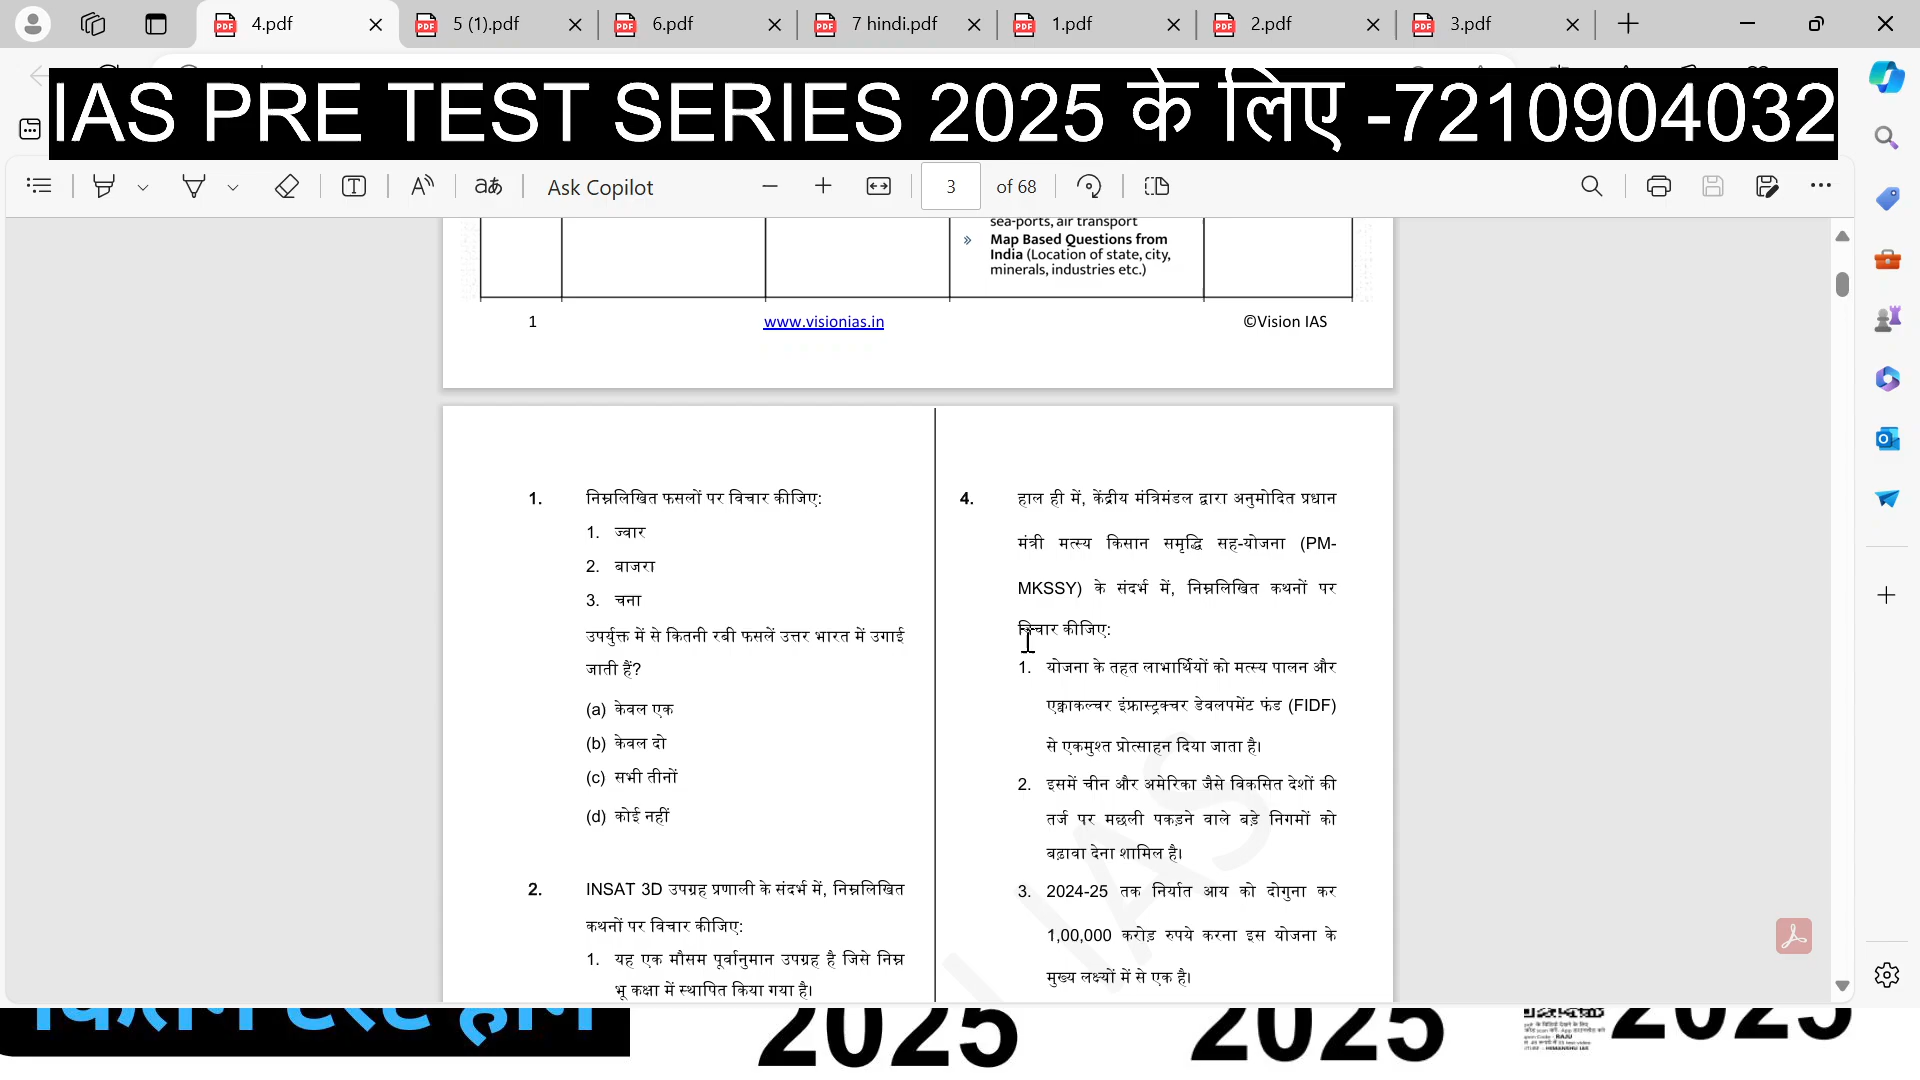 4.pdf
5 (1).pdf
6.pdf
7 hindi.pdf
1.pdf
2.pdf
3.pdf
IAS PRE TEST SERIES 2025 के लिए -7210904032
Ask Copilot
3 of 68
sea-ports, air transport
» Map Based Questions from
India (Location of state, city,
minerals, industries etc.)
1 www.visionias.in ©Vision IAS
1. निम्नलिखित फसलों पर विचार कीजिए:
1. ज्वार
2. बाजरा
3. चना
उपर्युक्त में से कितनी रबी फसलें उत्तर भारत में उगाई
जाती हैं?
(a) केवल एक
(b) केवल दो
(c) सभी तीनों
(d) कोई नहीं
2. INSAT 3D उपग्रह प्रणाली के संदर्भ में, निम्नलिखित
कथनों पर विचार कीजिए:
1. यह एक मौसम पूर्वानुमान उपग्रह है जिसे निम्न
भू कक्षा में स्थापित किया गया है।
4. हाल ही में, केंद्रीय मंत्रिमंडल द्वारा अनुमोदित प्रधान
मंत्री मत्स्य किसान समृद्धि सह-योजना (PM-
MKSSY) के संदर्भ में, निम्नलिखित कथनों पर
विचार कीजिए:
1. योजना के तहत लाभार्थियों को मत्स्य पालन और
एक्वाकल्चर इंफ्रास्ट्रक्चर डेवलपमेंट फंड (FIDF)
से एकमुश्त प्रोत्साहन दिया जाता है।
2. इसमें चीन और अमेरिका जैसे विकसित देशों की
तर्ज पर मछली पकड़ने वाले बड़े निगमों को
बढ़ावा देना शामिल है।
3. 2024-25 तक निर्यात आय को दोगुना कर
1,00,000 करोड़ रुपये करना इस योजना के
मुख्य लक्ष्यों में से एक है।
2025
2025
2025